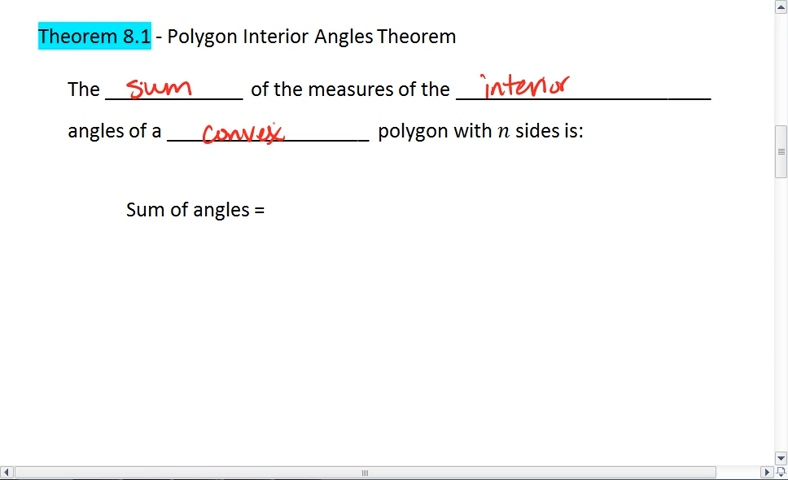 Theorem 8.1 - Polygon Interior Angles Theorem
The sum of the measures of the interior
angles of a convex polygon with n sides is:
Sum of angles =